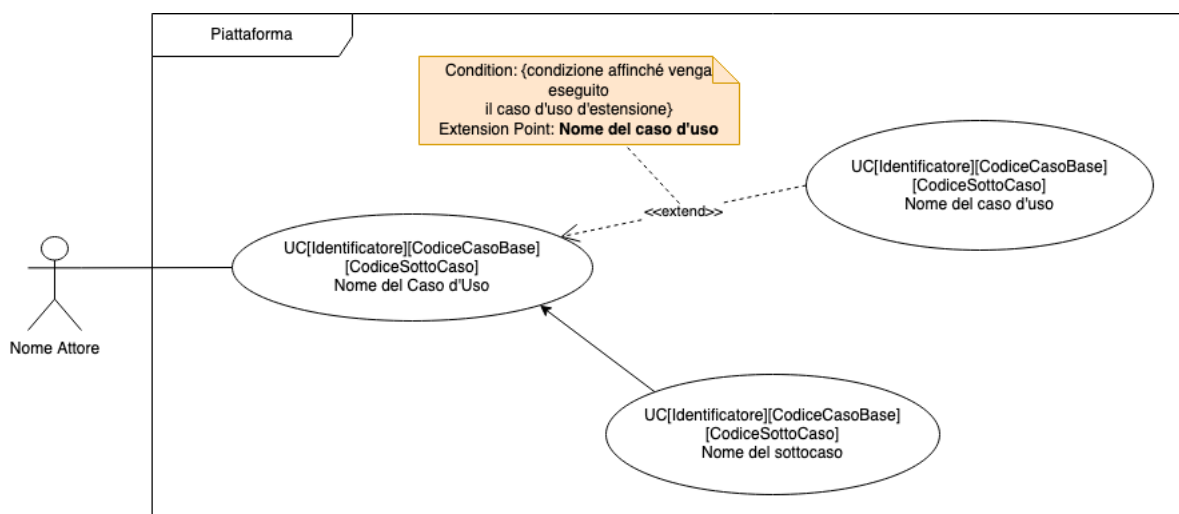 Piattaforma
Condition: {condizione affinché venga
eseguito
il caso d'uso d'estensione}
Extension Point: Nome del caso d'uso
UC[Identificatore][CodiceCasoBase]
[CodiceSottoCaso]
Nome del caso d'uso
<<extend>>
UC[Identificatore][CodiceCasoBase]
[CodiceSottoCaso]
Nome del Caso d'Uso
Nome Attore
UC[Identificatore][CodiceCasoBase]
[CodiceSottoCaso]
Nome del sottocaso